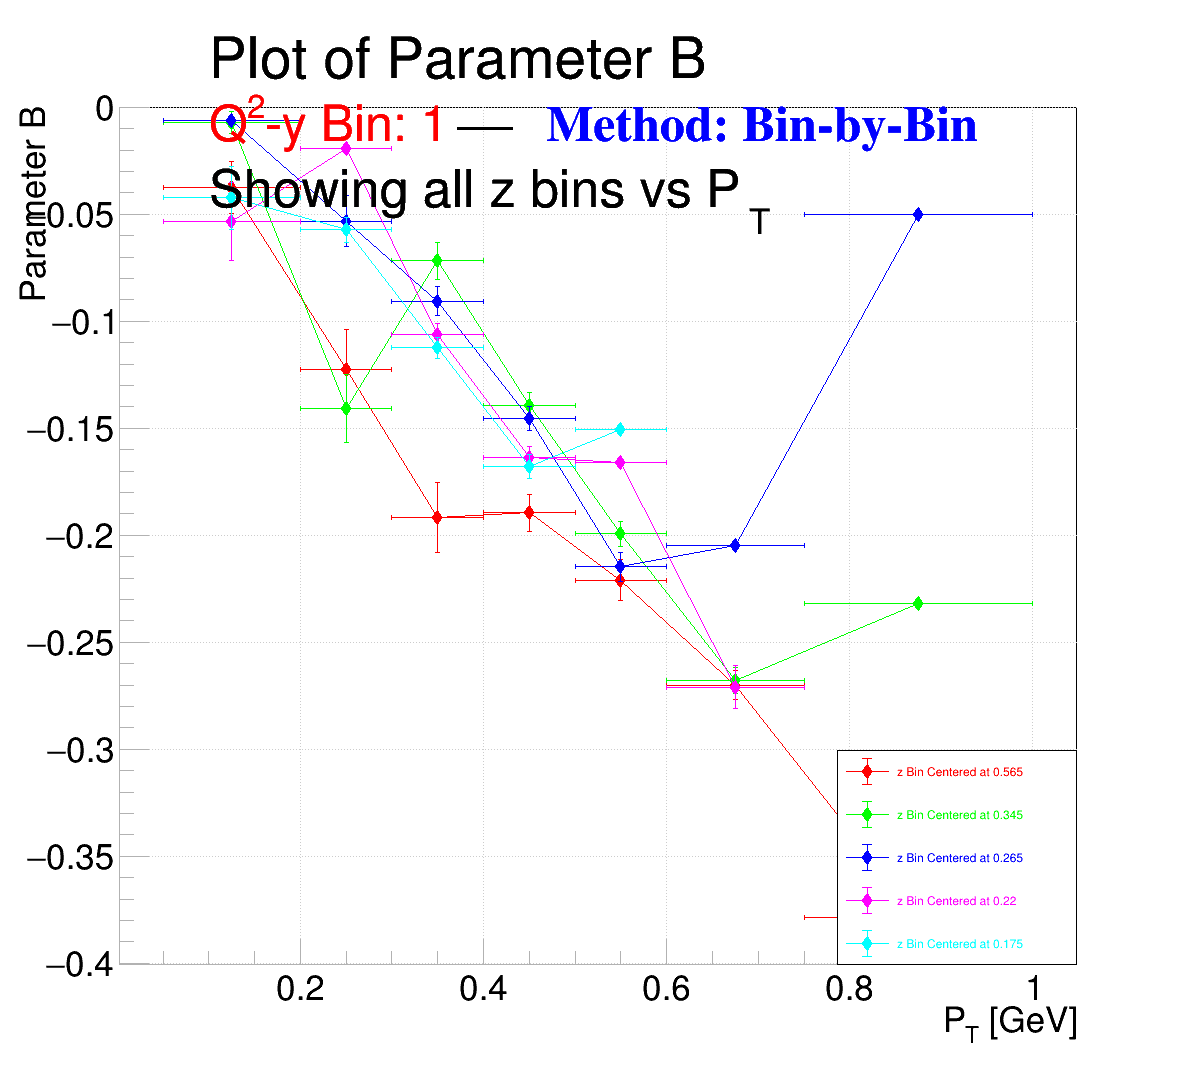 Plot of Parameter B
Q²-y Bin: 1 — Method: Bin-by-Bin
Showing all z bins vs P_T
Parameter B
0
−0.05
−0.1
−0.15
−0.2
−0.25
−0.3
−0.35
−0.4
z Bin Centered at 0.565
z Bin Centered at 0.345
z Bin Centered at 0.265
z Bin Centered at 0.22
z Bin Centered at 0.175
0.2 0.4 0.6 0.8 1
P_T [GeV]